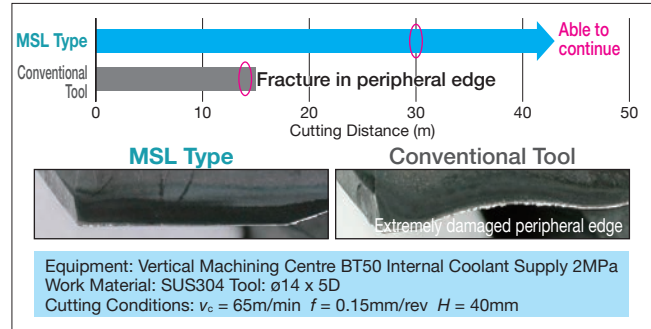 MSL Type
Able to
continue
Conventional
Tool
Fracture in peripheral edge
0 10 20 30 40 50
Cutting Distance (m)
MSL Type Conventional Tool
Extremely damaged peripheral edge
Equipment: Vertical Machining Centre BT50 Internal Coolant Supply 2MPa
Work Material: SUS304 Tool: ø14 x 5D
Cutting Conditions: vc = 65m/min f = 0.15mm/rev H = 40mm